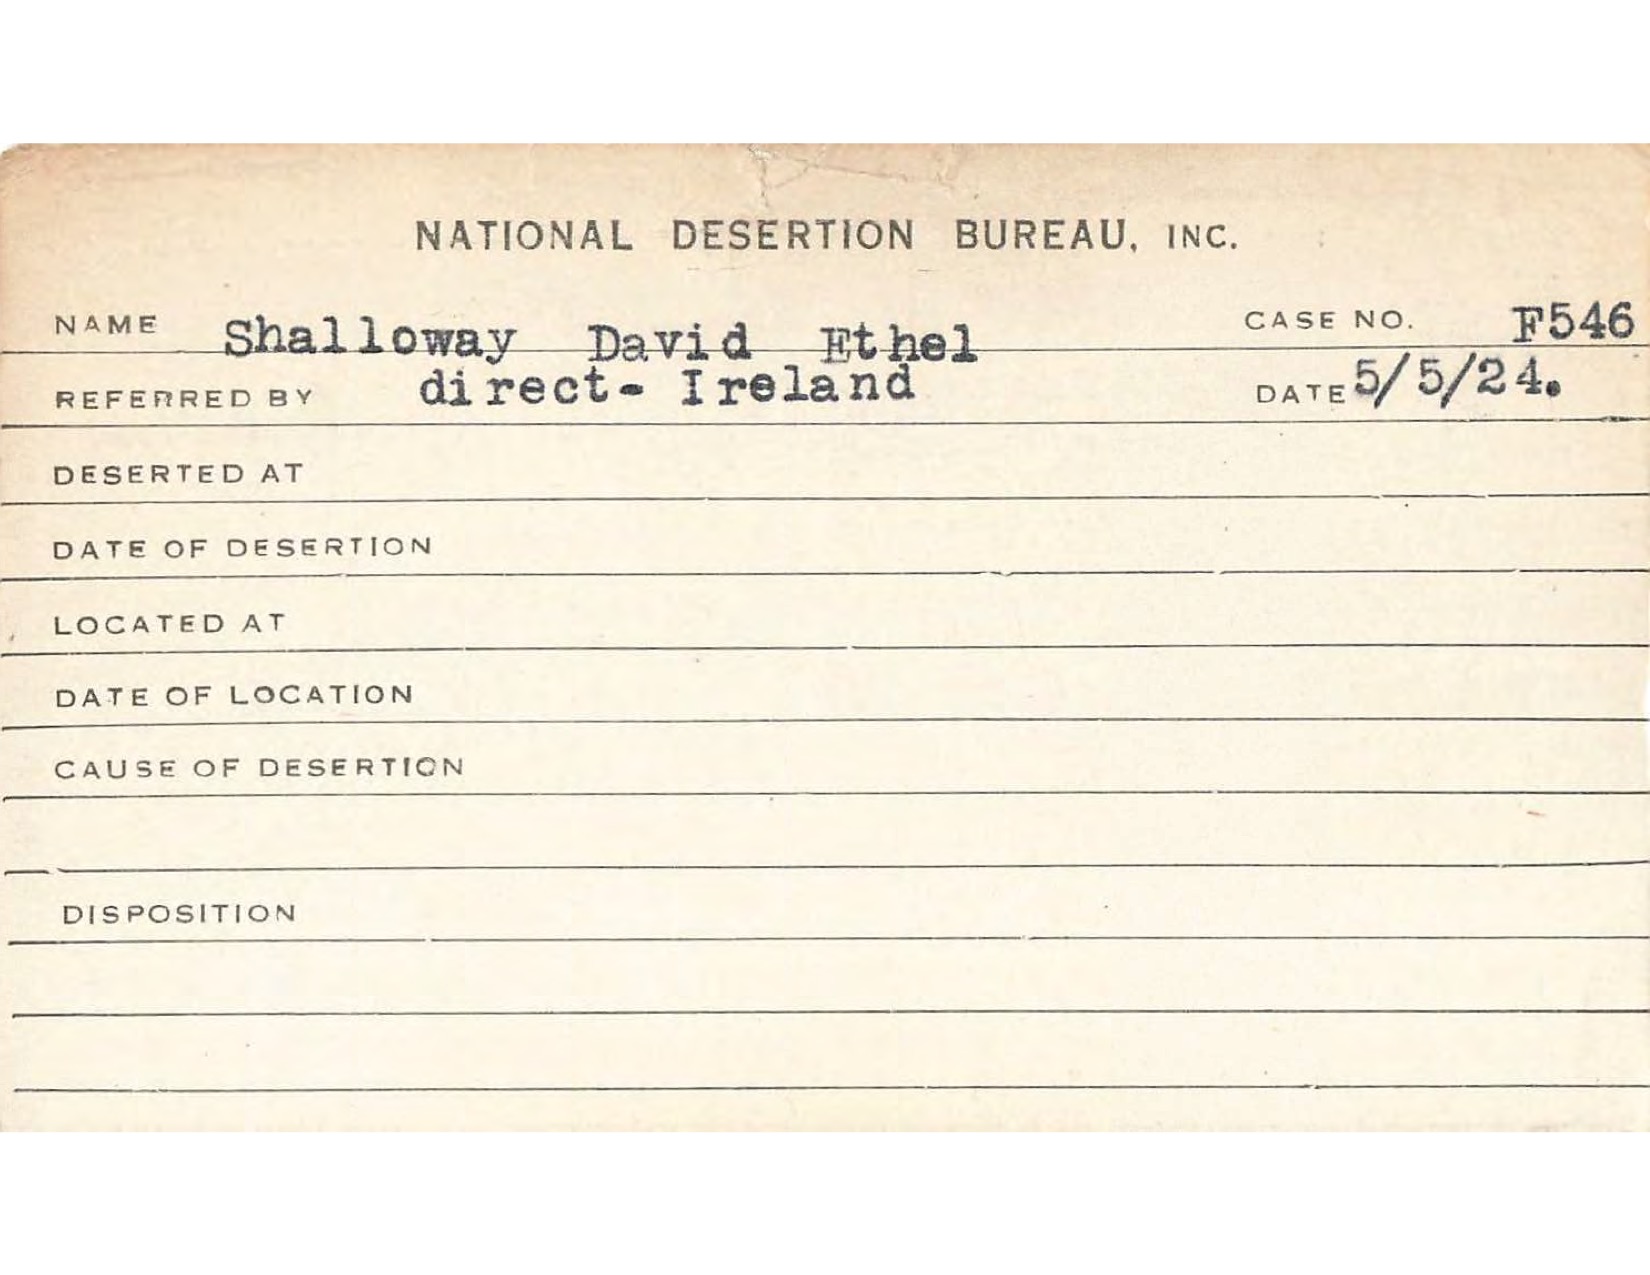 NATIONAL DESERTION BUREAU, INC.
NAME Shalloway David Ethel CASE NO. F546
REFERRED BY direct- Ireland DATE 5/5/24.
DESERTED AT
DATE OF DESERTION
LOCATED AT
DATE OF LOCATION
CAUSE OF DESERTION
DISPOSITION